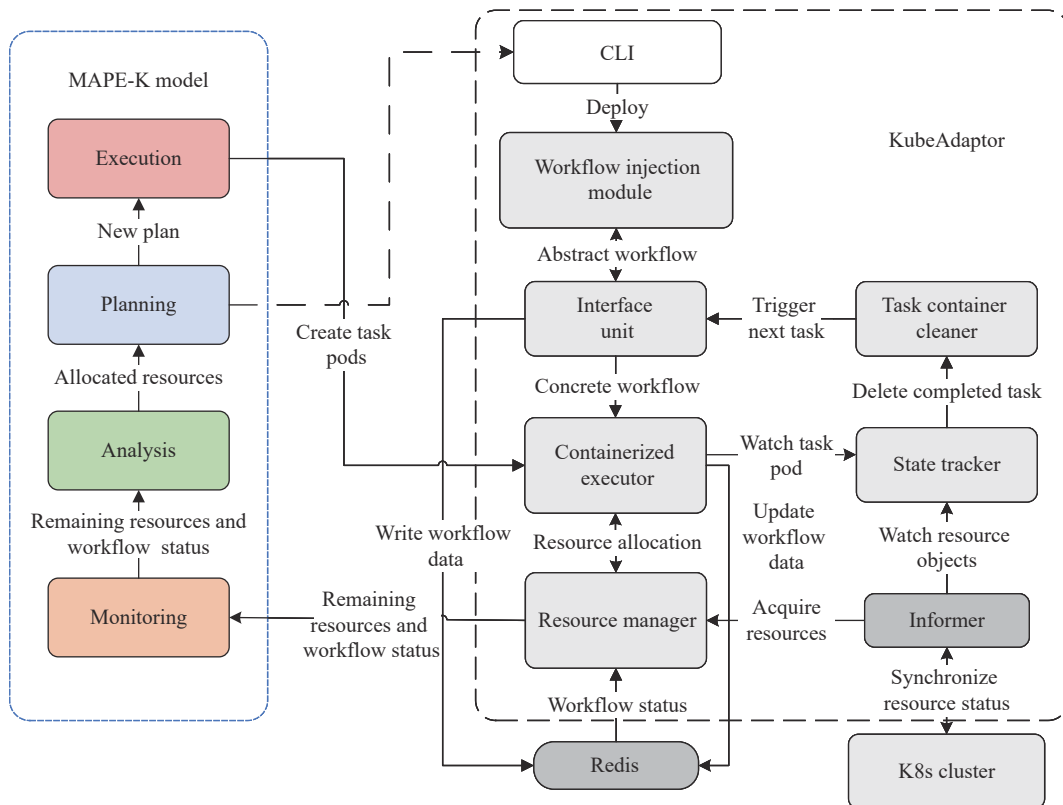 MAPE-K model
Execution
New plan
Planning
Allocated resources
Analysis
Remaining resources and
workflow status
Monitoring
Create task
pods
Write workflow
data
Remaining
resources and
workflow status
CLI
Deploy
KubeAdaptor
Workflow injection
module
Abstract workflow
Interface
unit
Trigger
next task
Task container
cleaner
Concrete workflow
Delete completed task
Containerized
executor
Watch task
pod
State tracker
Resource allocation
Update
workflow
data
Watch resource
objects
Resource manager
Acquire
resources
Informer
Workflow status
Synchronize
resource status
Redis
K8s cluster